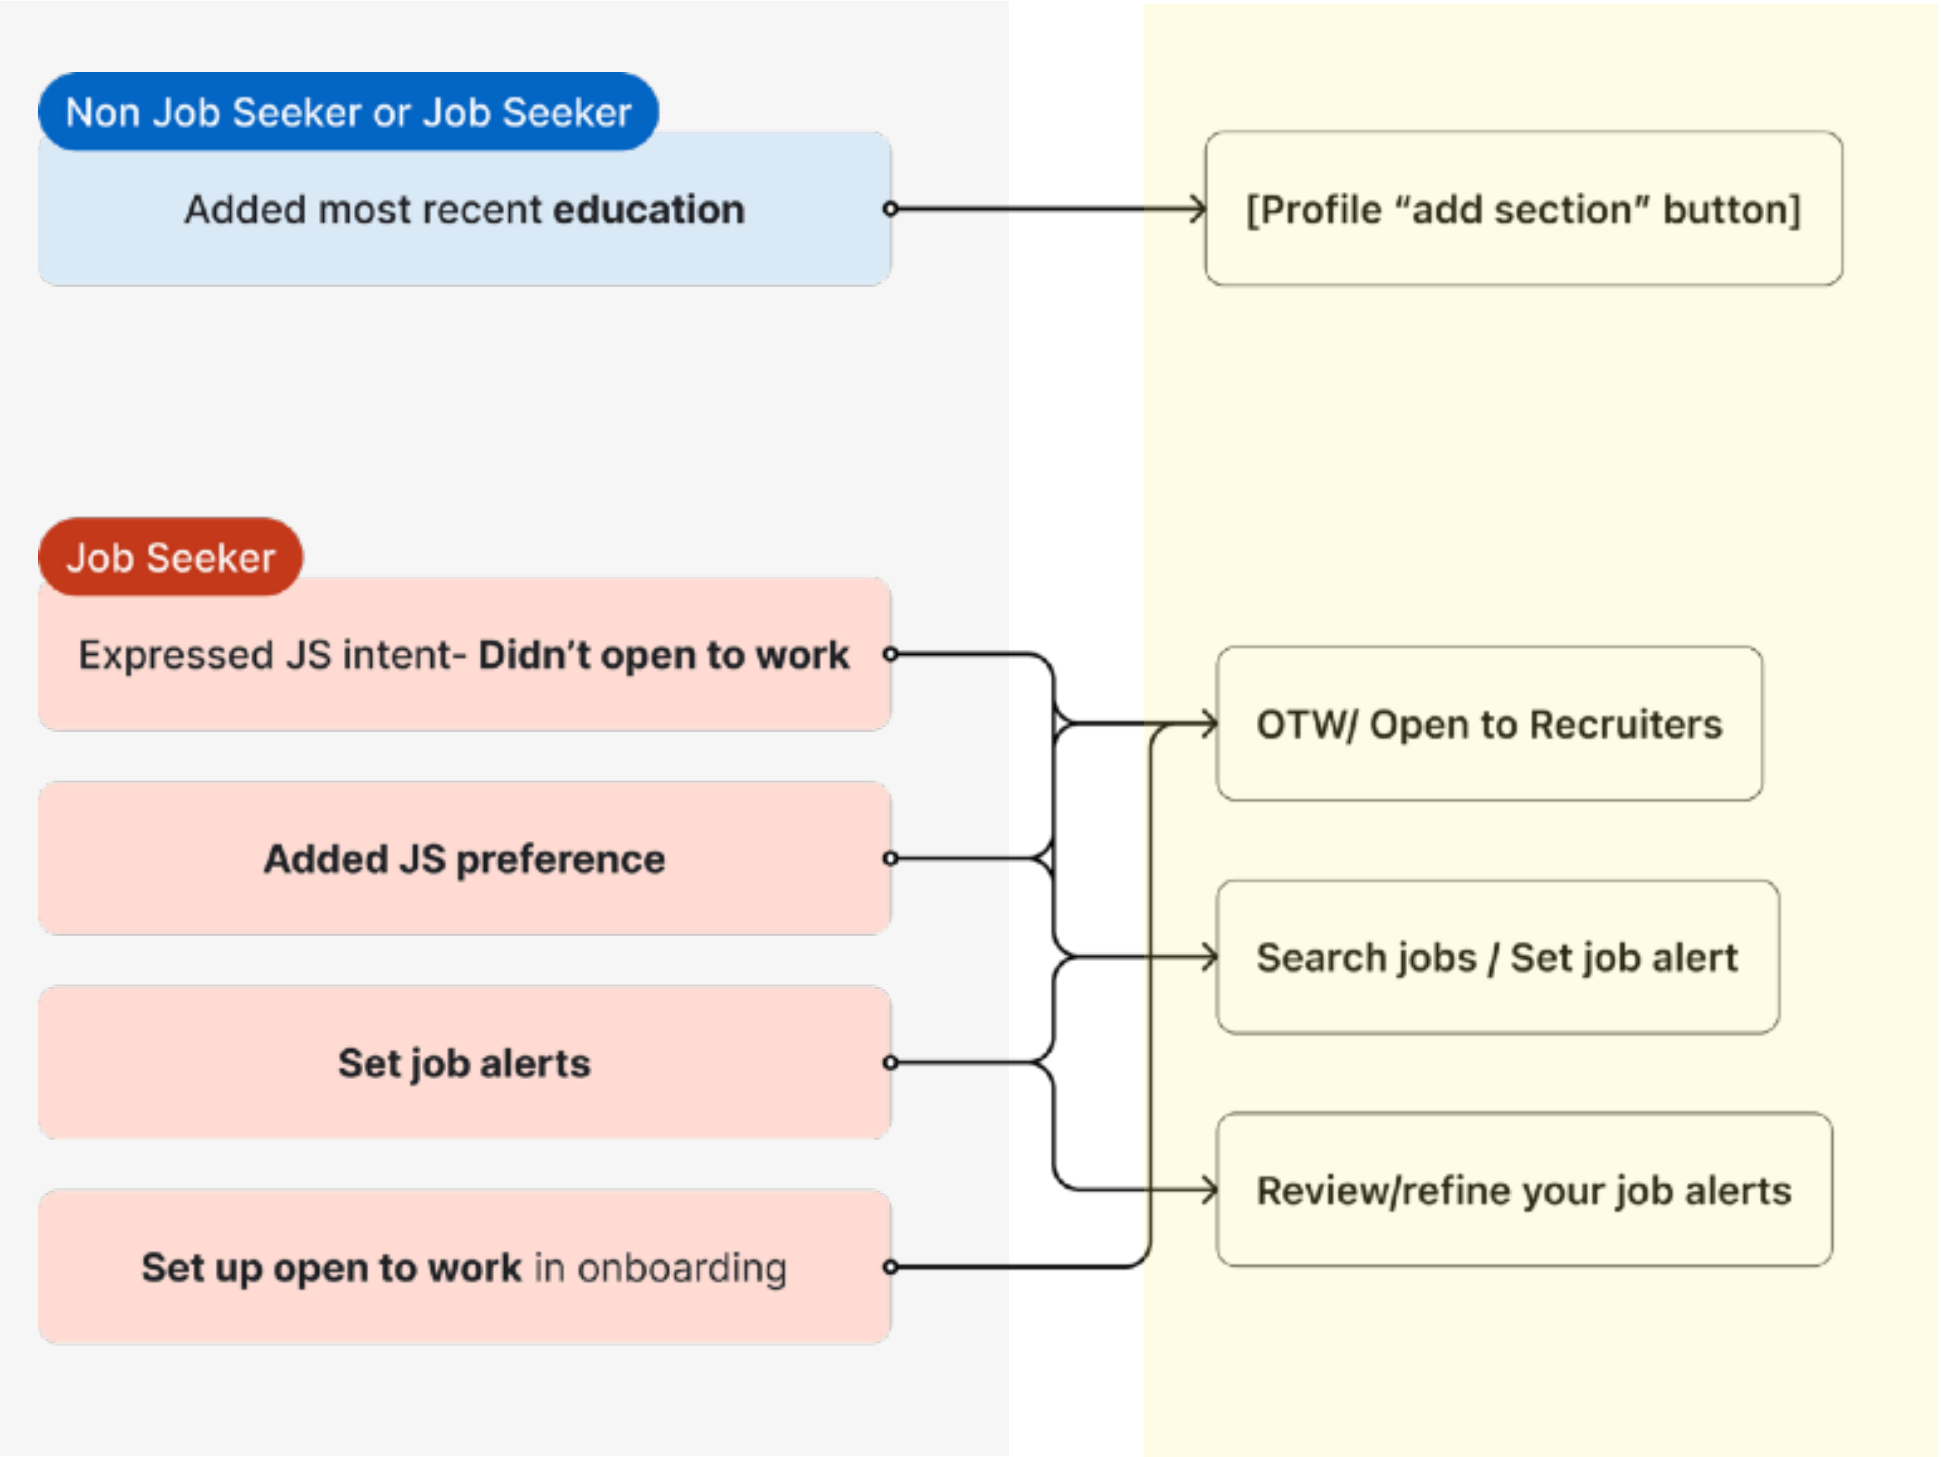 Non Job Seeker or Job Seeker
Added most recent education
[Profile “add section” button]
Job Seeker
Expressed JS intent- Didn’t open to work
OTW/ Open to Recruiters
Added JS preference
Search jobs / Set job alert
Set job alerts
Review/refine your job alerts
Set up open to work in onboarding